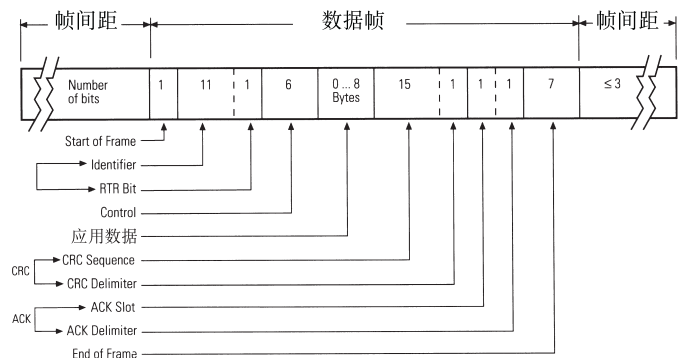 帧间距 数据帧 帧间距
Number of bits 1 11 1 6 0 ... 8 Bytes 15 1 1 1 7 ≤ 3
Start of Frame
Identifier
RTR Bit
Control
应用数据
CRC Sequence
CRC
CRC Delimiter
ACK Slot
ACK
ACK Delimiter
End of Frame